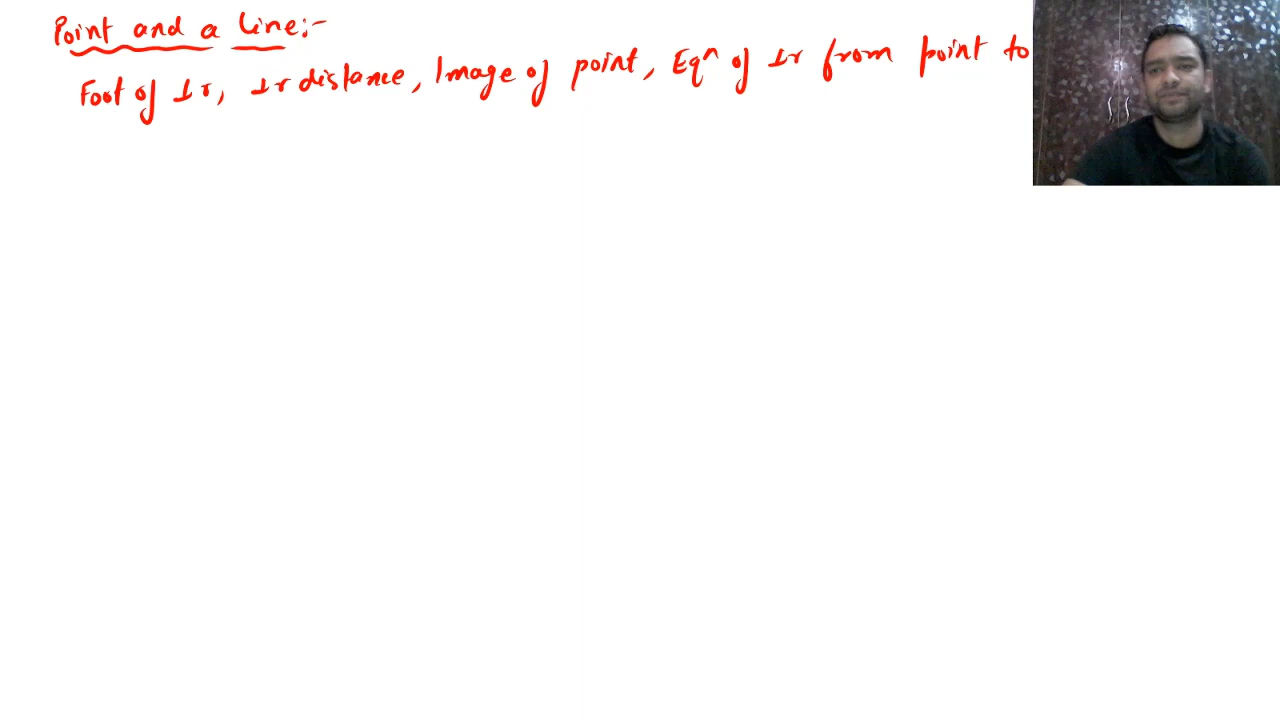 Point and a line:-
Foot of ⊥r, ⊥r distance, Image of point, Eqⁿ of ⊥r from point to